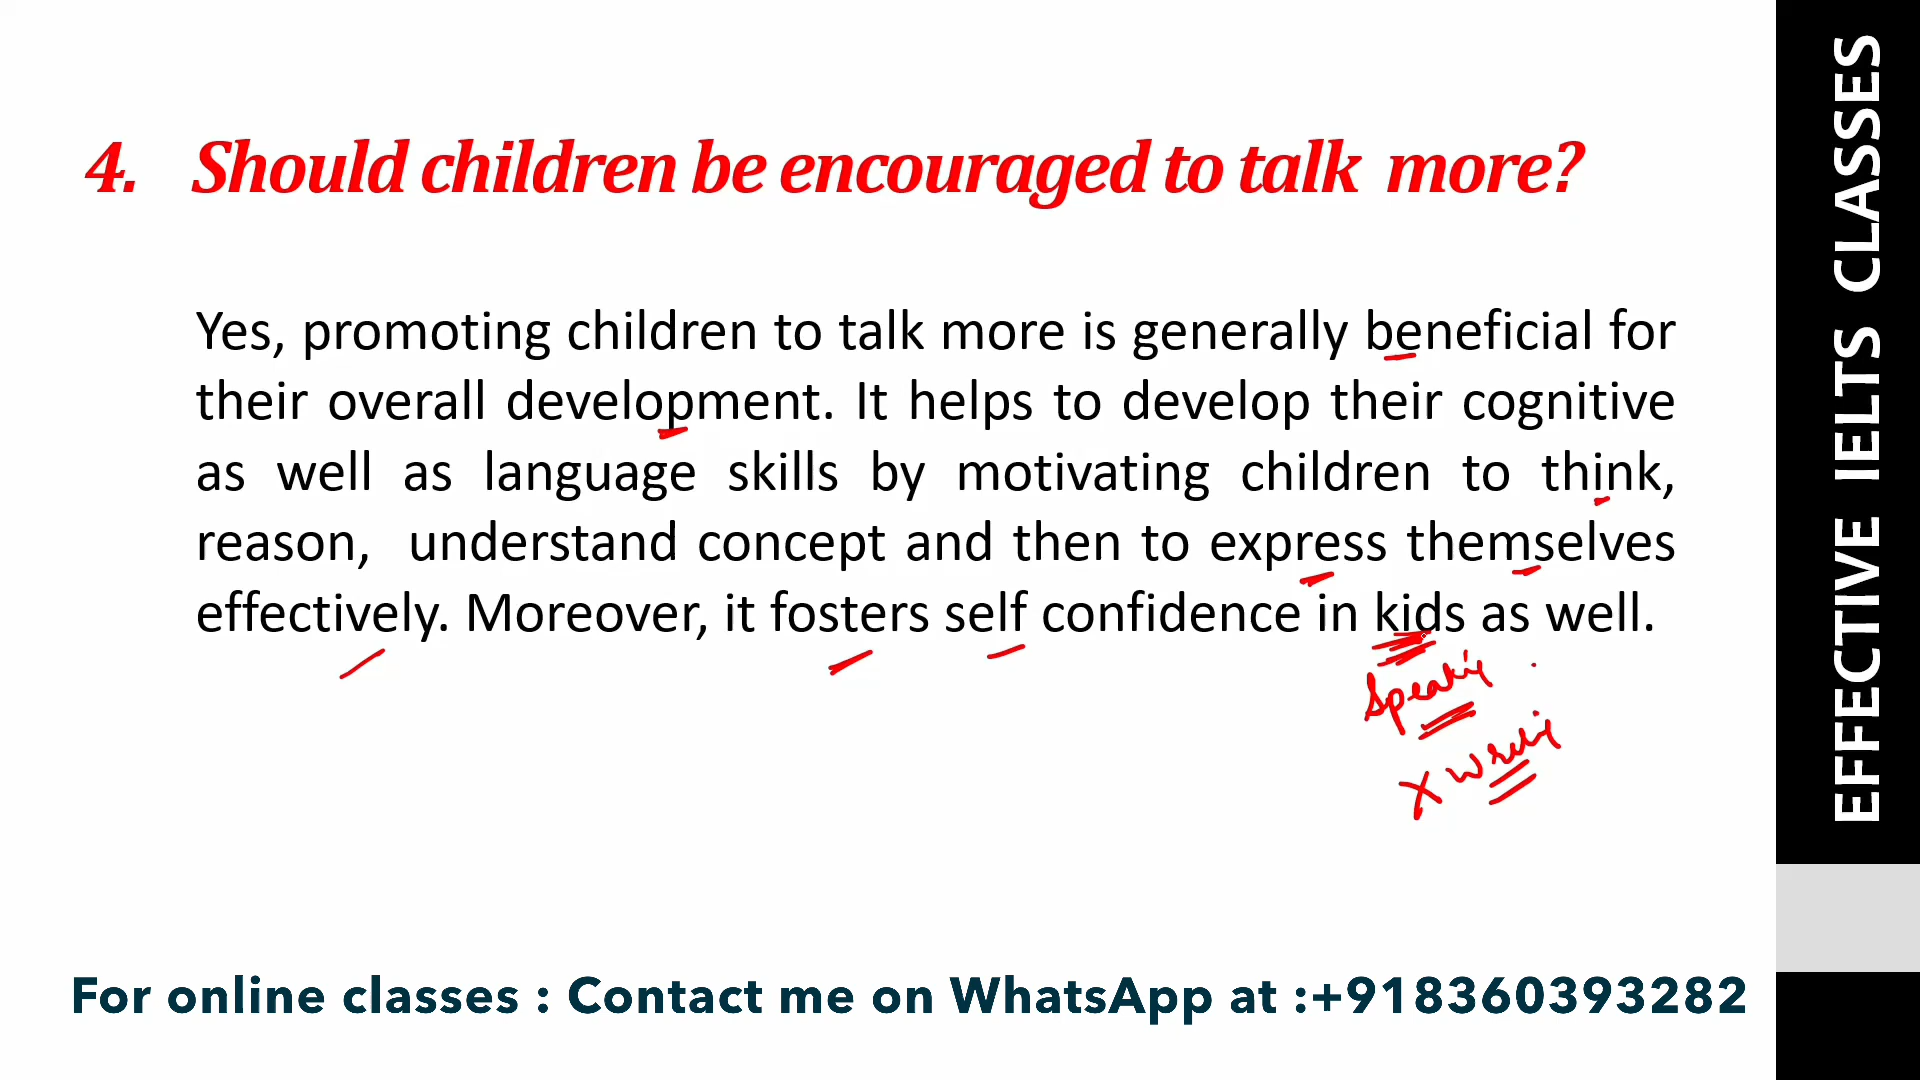 4. Should children be encouraged to talk more?
Yes, promoting children to talk more is generally beneficial for
their overall development. It helps to develop their cognitive
as well as language skills by motivating children to think,
reason, understand concept and then to express themselves
effectively. Moreover, it fosters self confidence in kids as well.
Speaking
X Writing
For online classes : Contact me on WhatsApp at :+918360393282
EFFECTIVE IELTS CLASSES